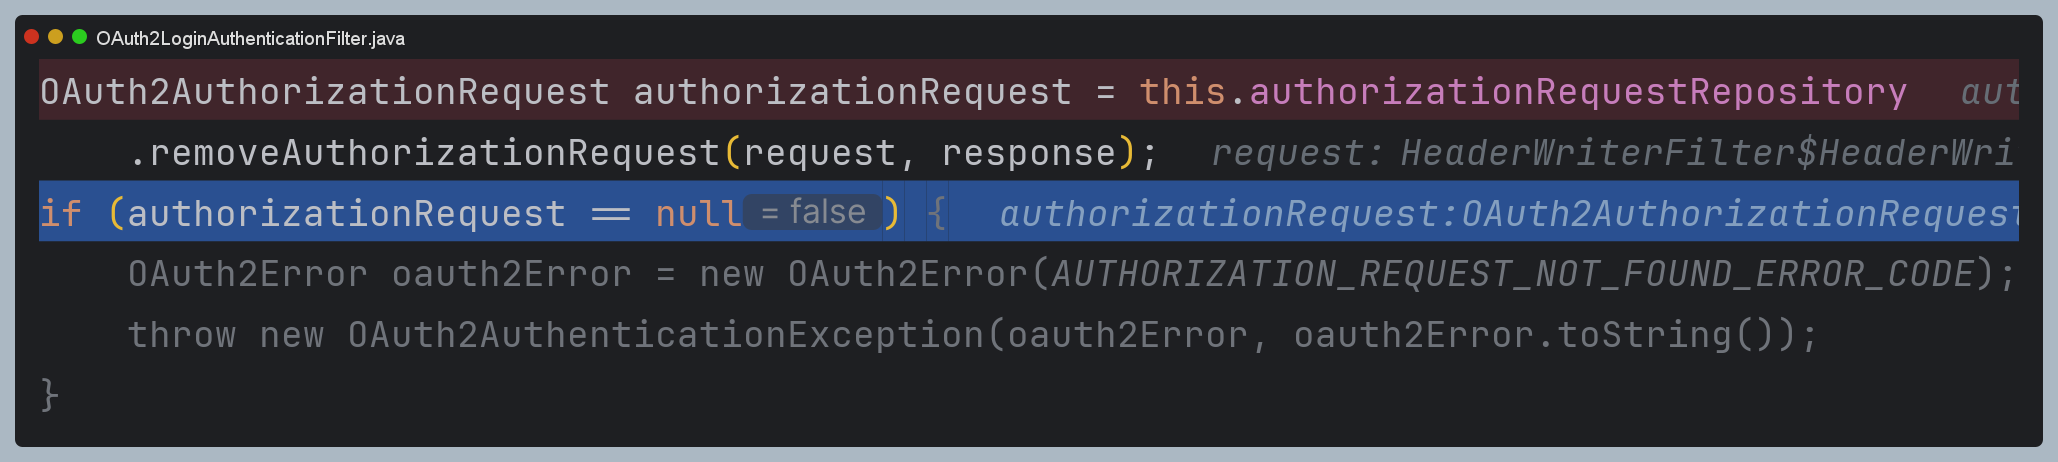 OAuth2LoginAuthenticationFilter.java
OAuth2AuthorizationRequest authorizationRequest = this.authorizationRequestRepository aut
.removeAuthorizationRequest(request, response); request: HeaderWriterFilter$HeaderWri
if (authorizationRequest == null = false ) { authorizationRequest:OAuth2AuthorizationRequest
OAuth2Error oauth2Error = new OAuth2Error(AUTHORIZATION_REQUEST_NOT_FOUND_ERROR_CODE);
throw new OAuth2AuthenticationException(oauth2Error, oauth2Error.toString());
}